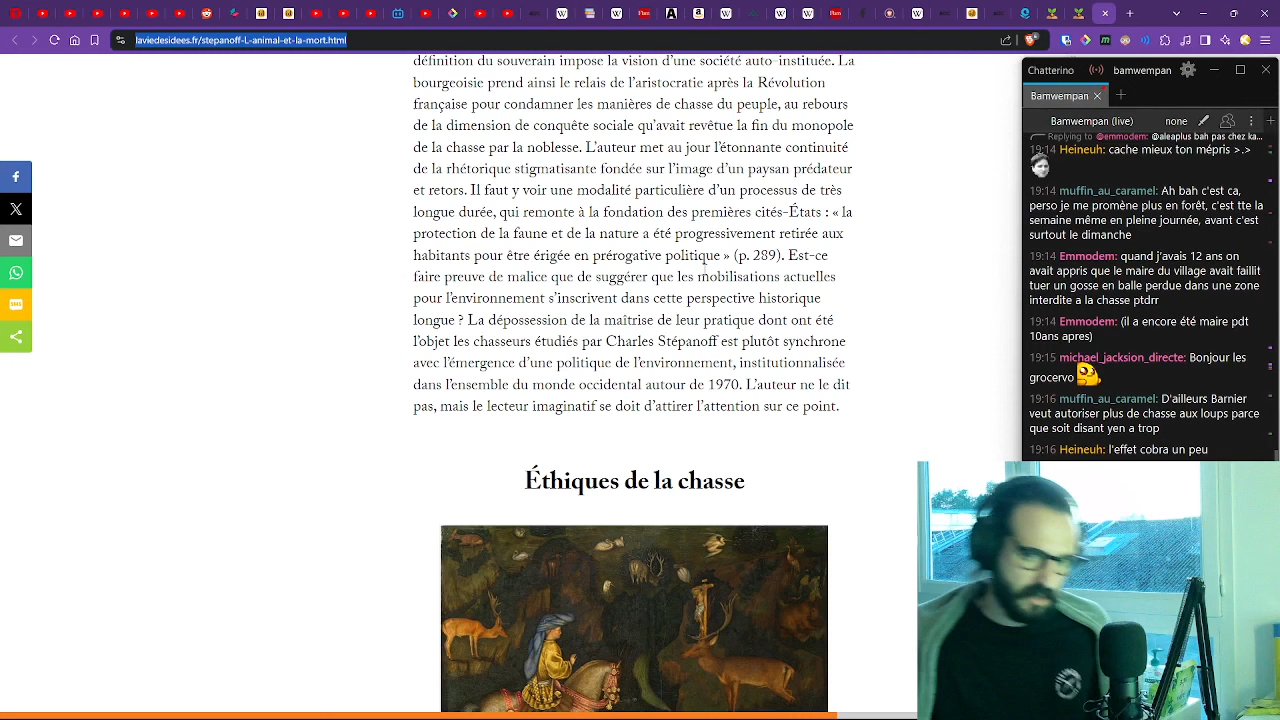 laviedesidees.fr/stepanoff-L-animal-et-la-mort.html
définition du souverain impose la vision d'une société auto-instituée. La
bourgeoisie prend ainsi le relais de l'aristocratie après la Révolution
française pour condamner les manières de chasse du peuple, au rebours
de la dimension de conquête sociale qu'avait revêtue la fin du monopole
de la chasse par la noblesse. L'auteur met au jour l'étonnante continuité
de la rhétorique stigmatisante fondée sur l'image d'un paysan prédateur
et retors. Il faut y voir une modalité particulière d'un processus de très
longue durée, qui remonte à la fondation des premières cités-États : « la
protection de la faune et de la nature a été progressivement retirée aux
habitants pour être érigée en prérogative politique » (p. 289). Est-ce
faire preuve de malice que de suggérer que les mobilisations actuelles
pour l'environnement s'inscrivent dans cette perspective historique
longue ? La dépossession de la maîtrise de leur pratique dont ont été
l'objet les chasseurs étudiés par Charles Stépanoff est plutôt synchrone
avec l'émergence d'une politique de l'environnement, institutionnalisée
dans l'ensemble du monde occidental autour de 1970. L'auteur ne le dit
pas, mais le lecteur imaginatif se doit d'attirer l'attention sur ce point.
Éthiques de la chasse
SMS
Chatterino
bamwempan
Bamwempan
Bamwempan (live)
none
Replying to @emmodem: @aleaplus bah pas chez ka...
19:14 Heineuh: cache mieux ton mépris >.>
19:14 muffin_au_caramel: Ah bah c'est ca,
perso je me promène plus en forêt, c'est tte la
semaine même en pleine journée, avant c'est
surtout le dimanche
19:14 Emmodem: quand j'avais 12 ans on
avait appris que le maire du village avait faillit
tuer un gosse en balle perdue dans une zone
interdite a la chasse ptdrr
19:14 Emmodem: (il a encore été maire pdt
10ans apres)
19:15 michael_jacksion_directe: Bonjour les
grocervo
19:16 muffin_au_caramel: D'ailleurs Barnier
veut autoriser plus de chasse aux loups parce
que soit disant yen a trop
19:16 Heineuh: l'effet cobra un peu